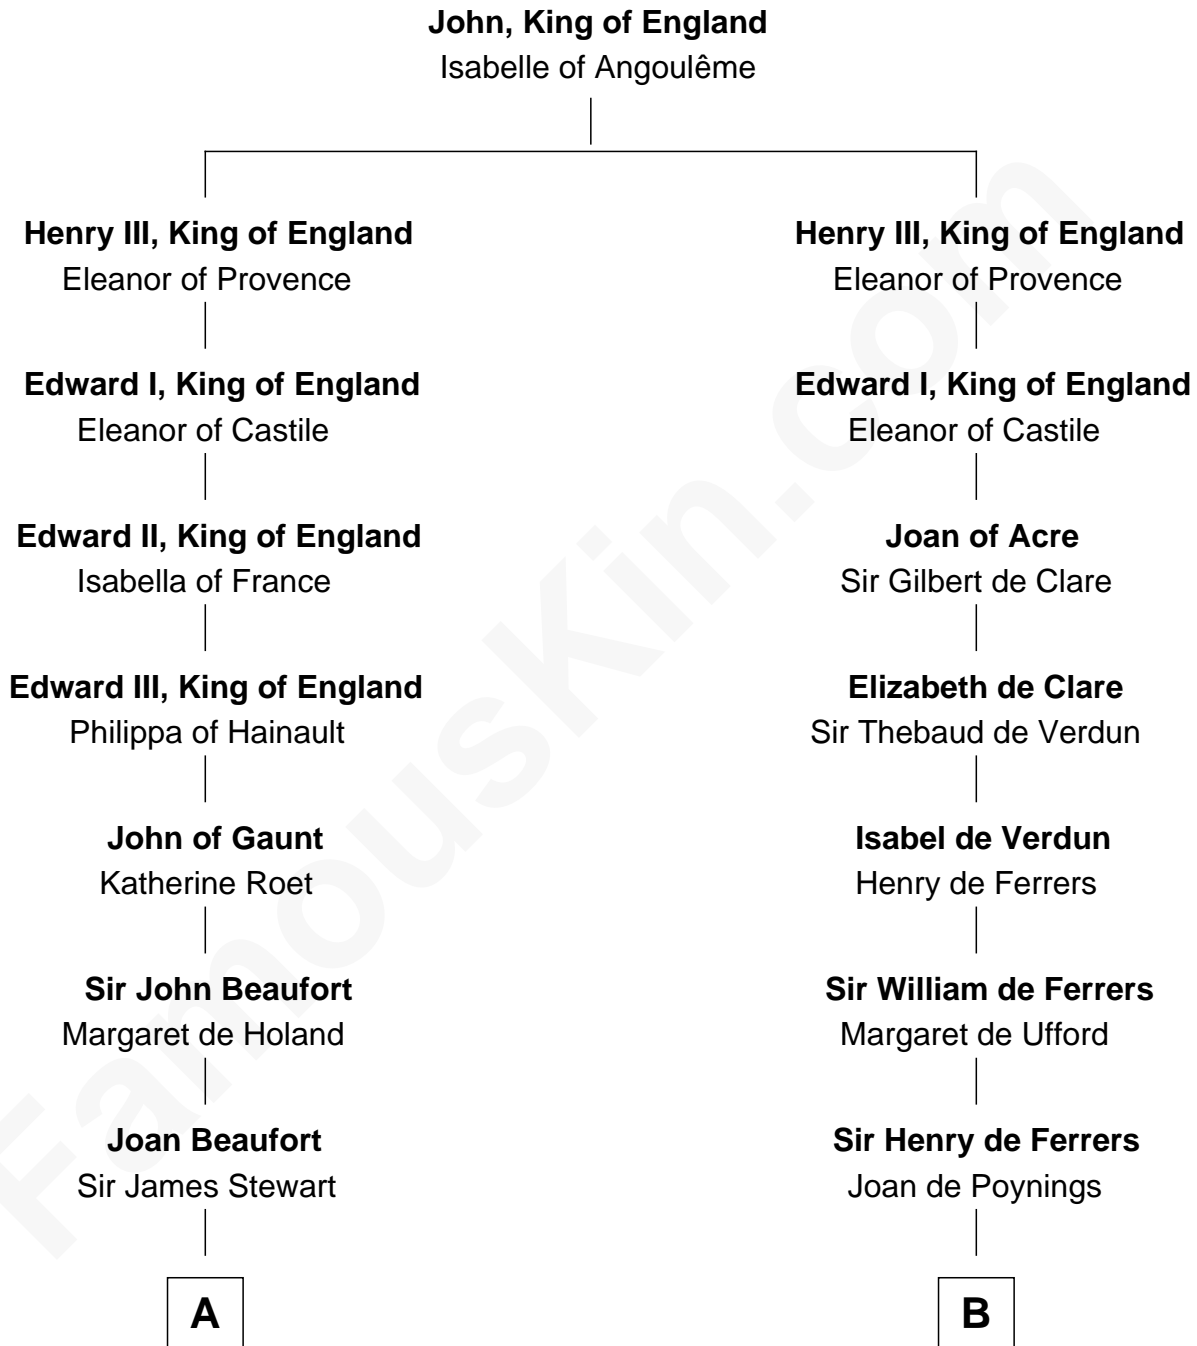 John, King of England
Isabelle of Angoulême
Henry III, King of England
Eleanor of Provence
Edward I, King of England
Eleanor of Castile
Edward II, King of England
Isabella of France
Edward III, King of England
Philippa of Hainault
John of Gaunt
Katherine Roet
Sir John Beaufort
Margaret de Holand
Joan Beaufort
Sir James Stewart
A
Henry III, King of England
Eleanor of Provence
Edward I, King of England
Eleanor of Castile
Joan of Acre
Sir Gilbert de Clare
Elizabeth de Clare
Sir Thebaud de Verdun
Isabel de Verdun
Henry de Ferrers
Sir William de Ferrers
Margaret de Ufford
Sir Henry de Ferrers
Joan de Poynings
B
FamousKin.com